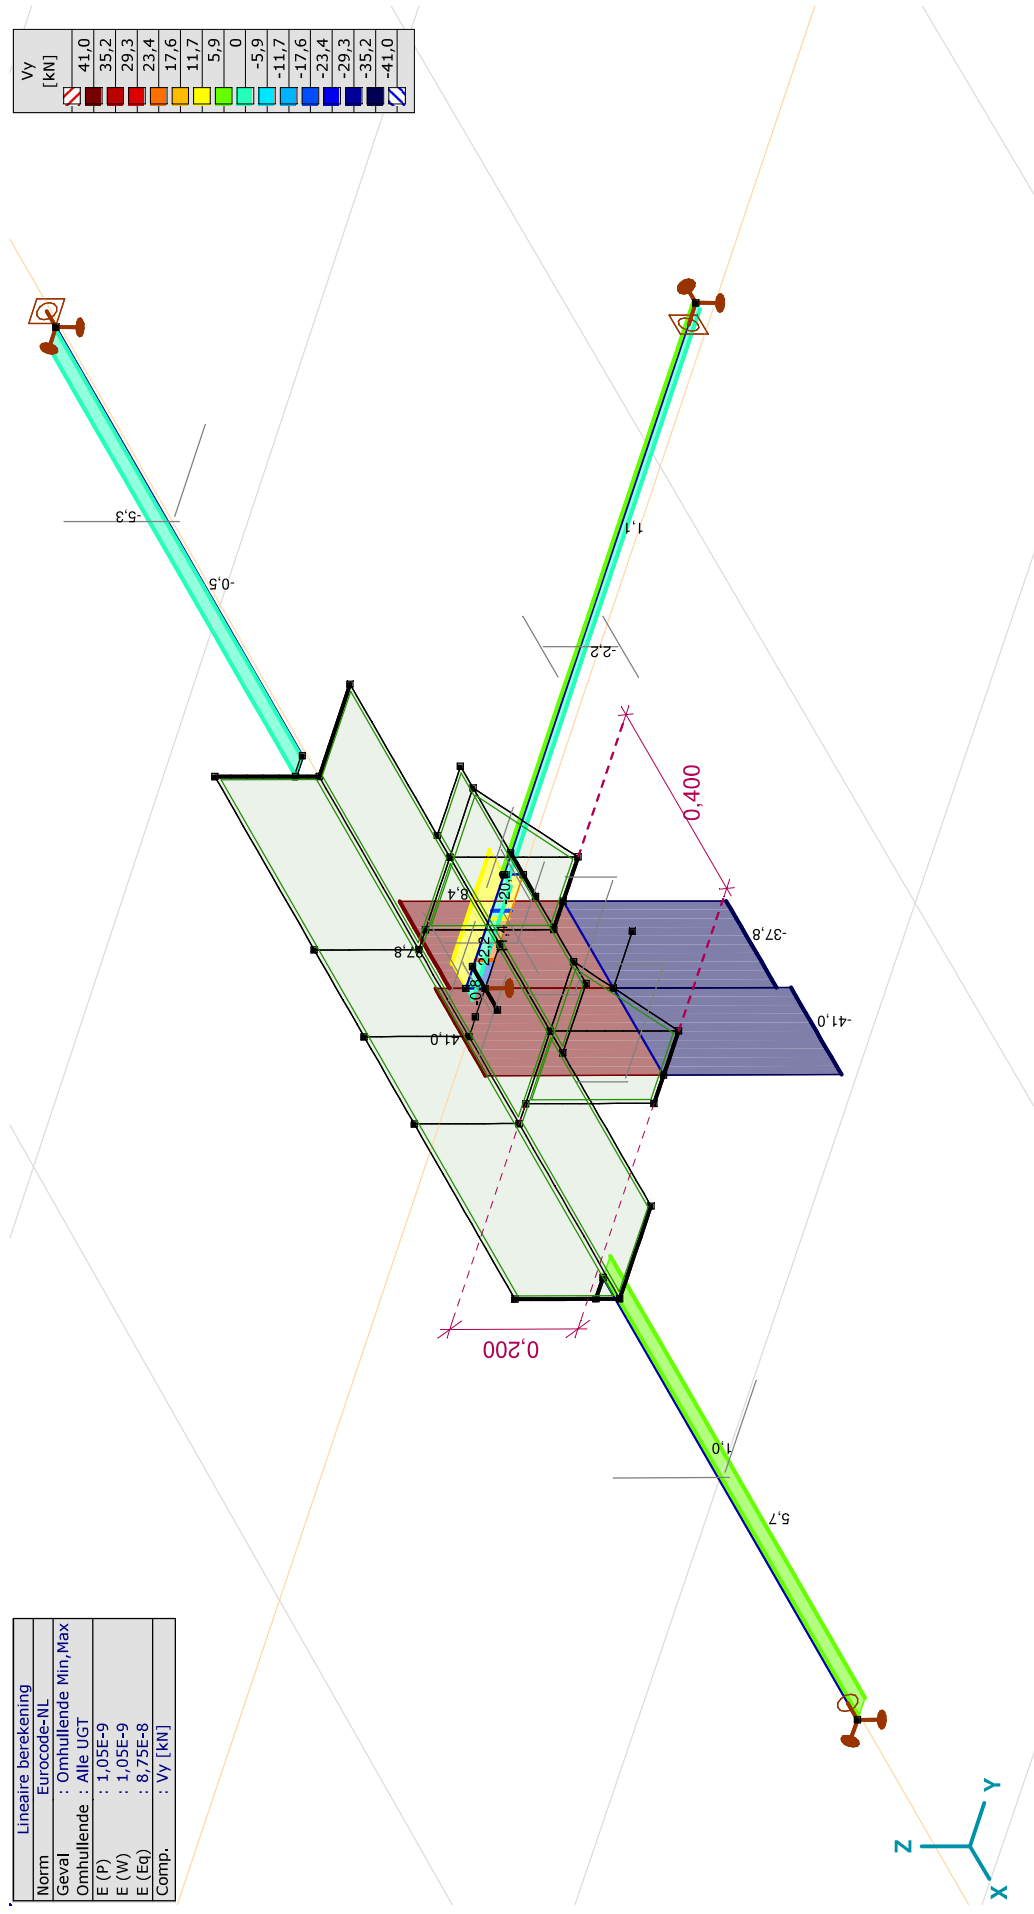 Lineaire berekening
Norm Eurocode-NL
Geval : Omhullende Min,Max
Omhullende : Alle UGT
E (P) : 1,05E-9
E (W) : 1,05E-9
E (Eq) : 8,75E-8
Comp. : Vy [kN]
Vy
[kN]
41,0
35,2
29,3
23,4
17,6
11,7
5,9
0
-5,9
-11,7
-17,6
-23,4
-29,3
-35,2
-41,0
-5,3
-0,5
1,1
-2,2
0,400
8,4
22,2
-0,8
41,0
-37,8
-41,0
0,200
1,0
5,7
X
Y
Z